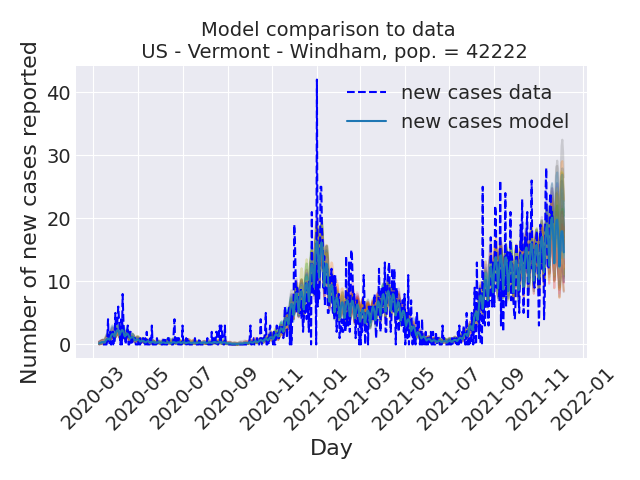 Model comparison to data
US - Vermont - Windham, pop. = 42222
Number of new cases reported
40
30
20
10
0
new cases data
new cases model
2020-03
2020-05
2020-07
2020-09
2020-11
2021-01
2021-03
2021-05
2021-07
2021-09
2021-11
2022-01
Day